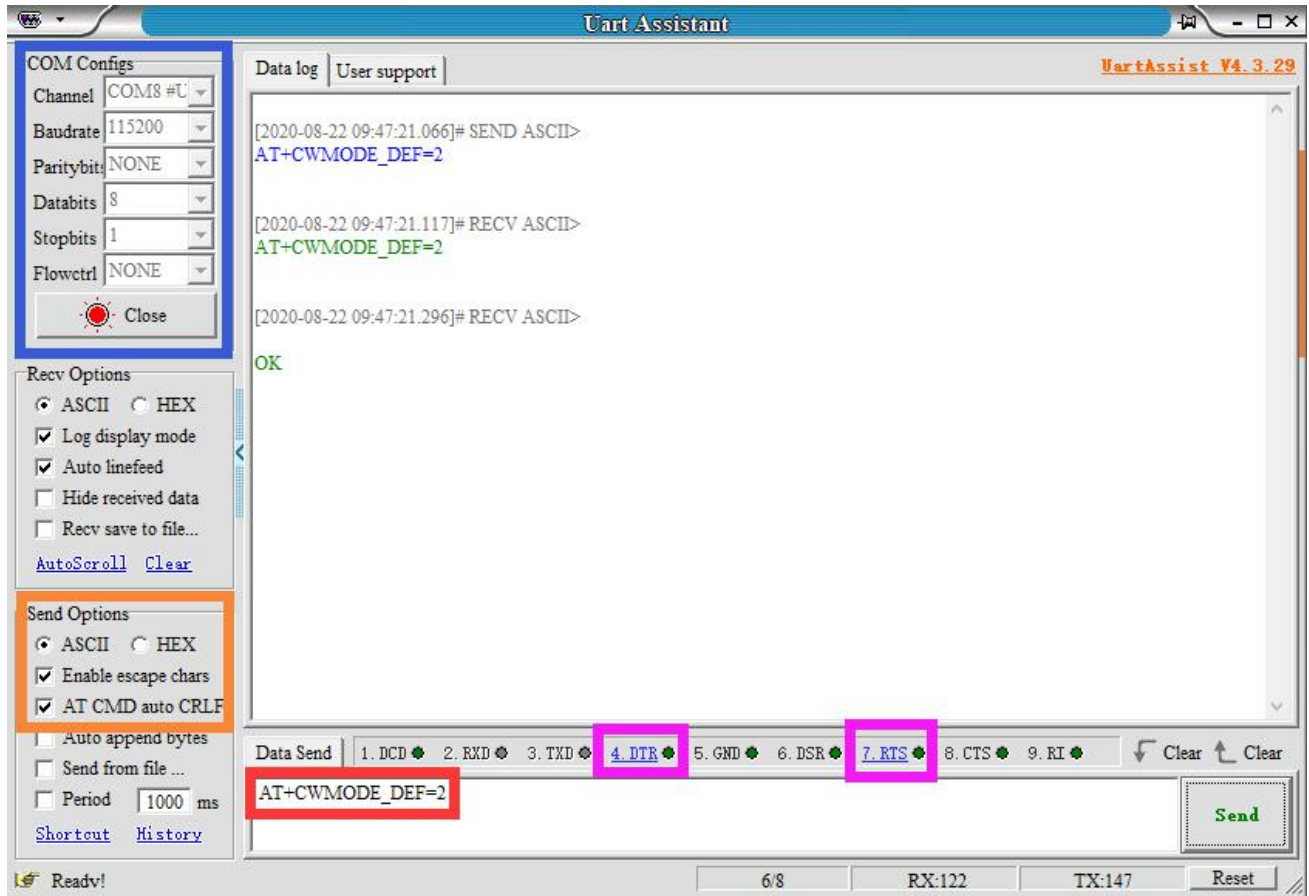 Uart Assistant
COM Configs
Channel COM8 #U
Baudrate 115200
Paritybit: NONE
Databits 8
Stopbits 1
Flowctrl NONE
Close
Recv Options
ASCII HEX
Log display mode
Auto linefeed
Hide received data
Recv save to file...
AutoScroll Clear
Send Options
ASCII HEX
Enable escape chars
AT CMD auto CRLF
Auto append bytes
Send from file ...
Period 1000 ms
Shortcut History
Data log User support
UartAssist V4.3.29
[2020-08-22 09:47:21.066]# SEND ASCII>
AT+CWMODE_DEF=2
[2020-08-22 09:47:21.117]# RECV ASCII>
AT+CWMODE_DEF=2
[2020-08-22 09:47:21.296]# RECV ASCII>
OK
Data Send 1. DCD 2. RXD 3. TXD 4. DTR 5. GND 6. DSR 7. RTS 8. CTS 9. RI Clear Clear
AT+CWMODE_DEF=2
Send
Ready! 6/8 RX:122 TX:147 Reset